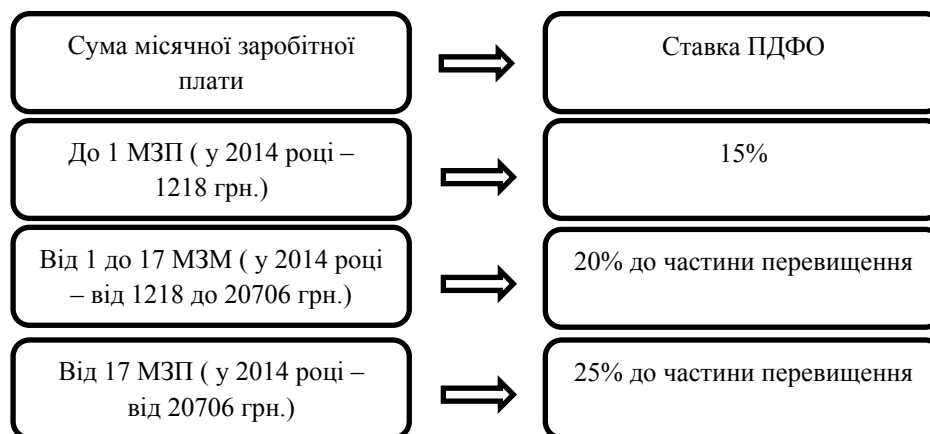 Сума місячної заробітної
плати
Ставка ПДФО
До 1 МЗП ( у 2014 році –
1218 грн.)
15%
Від 1 до 17 МЗМ ( у 2014 році
– від 1218 до 20706 грн.)
20% до частини перевищення
Від 17 МЗП ( у 2014 році –
від 20706 грн.)
25% до частини перевищення